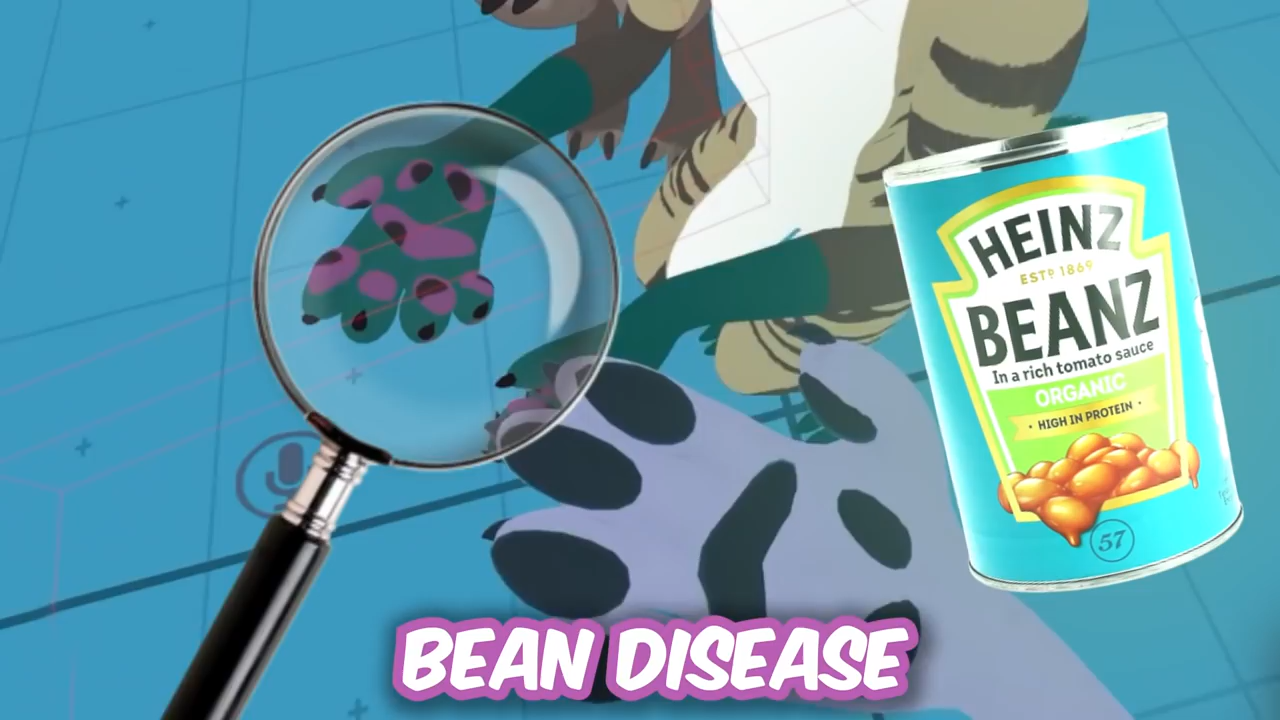 HEINZ
ESTD 1869
BEANZ
In a rich tomato sauce
ORGANIC
· HIGH IN PROTEIN ·
57
BEAN DISEASE